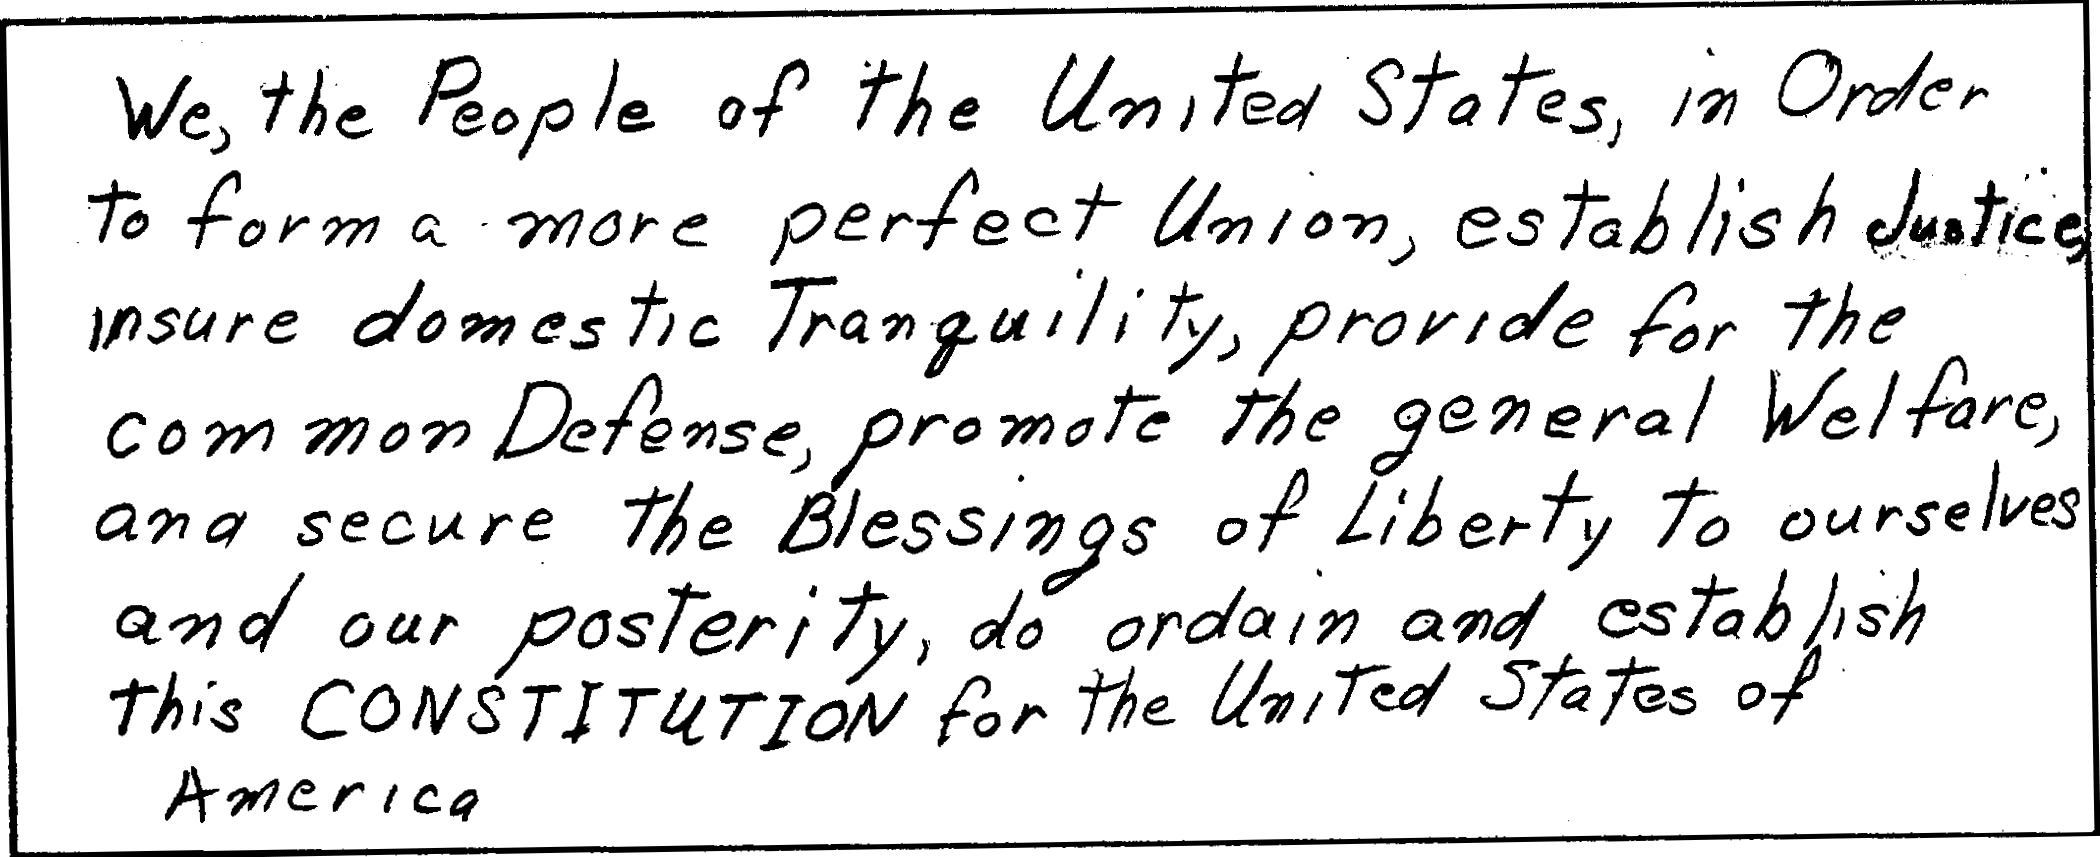 We, the People of the United States, in Order
to form a more perfect Union, establish Justice,
insure domestic Tranquility, provide for the
common Defense, promote the general Welfare,
and secure the Blessings of Liberty to ourselves
and our posterity, do ordain and establish
this CONSTITUTION for the United States of
America